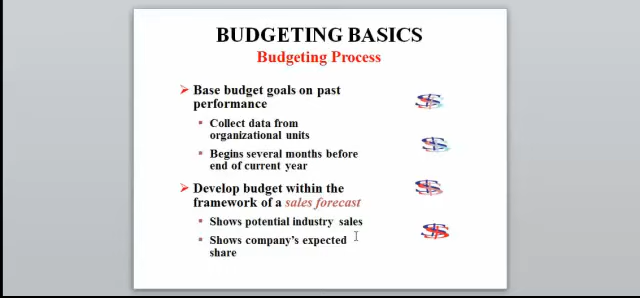 BUDGETING BASICS
Budgeting Process
Base budget goals on past
performance
Collect data from
organizational units
Begins several months before
end of current year
Develop budget within the
framework of a sales forecast
Shows potential industry sales
Shows company's expected
share